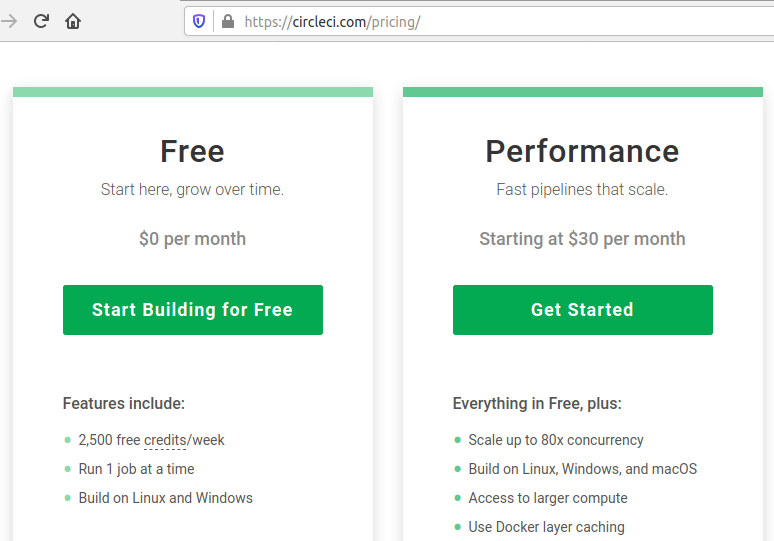 https://circleci.com/pricing/
Free
Start here, grow over time.
$0 per month
Start Building for Free
Features include:
2,500 free credits/week
Run 1 job at a time
Build on Linux and Windows
Performance
Fast pipelines that scale.
Starting at $30 per month
Get Started
Everything in Free, plus:
Scale up to 80x concurrency
Build on Linux, Windows, and macOS
Access to larger compute
Use Docker layer caching